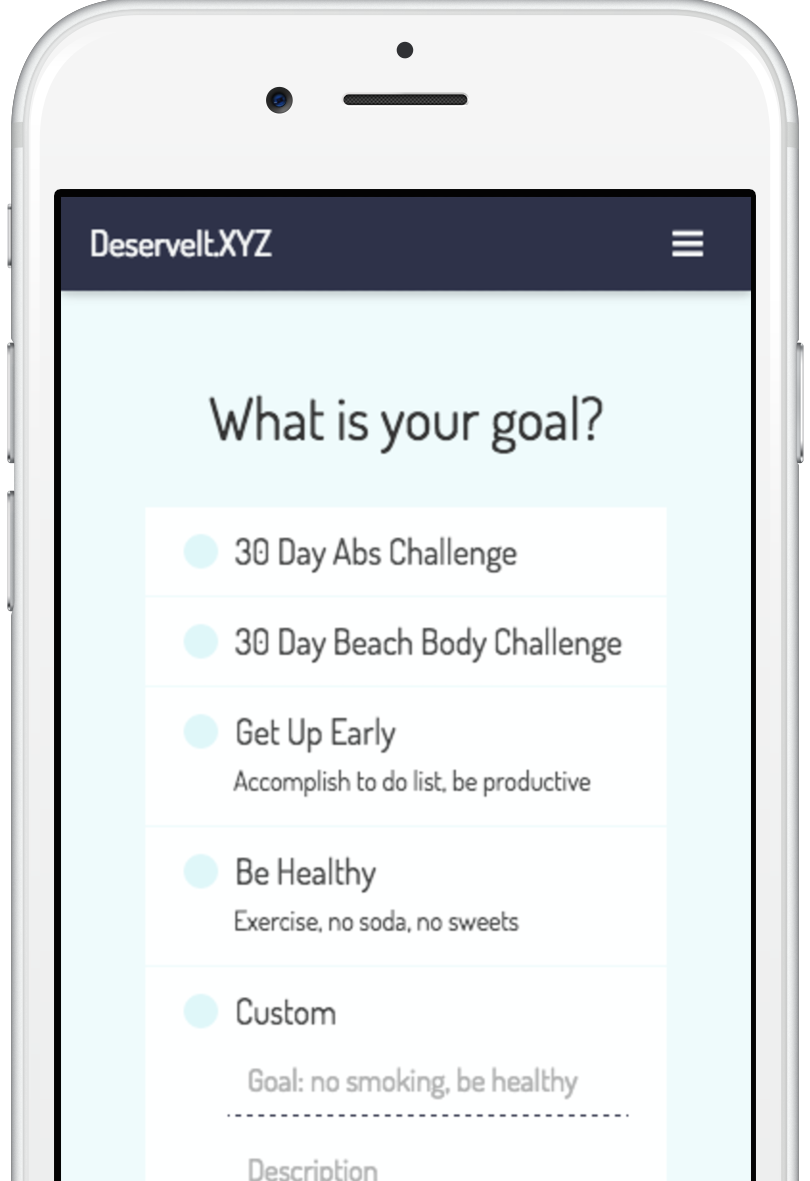 DeserveIt.XYZ
What is your goal?
30 Day Abs Challenge
30 Day Beach Body Challenge
Get Up Early
Accomplish to do list, be productive
Be Healthy
Exercise, no soda, no sweets
Custom
Goal: no smoking, be healthy
Description